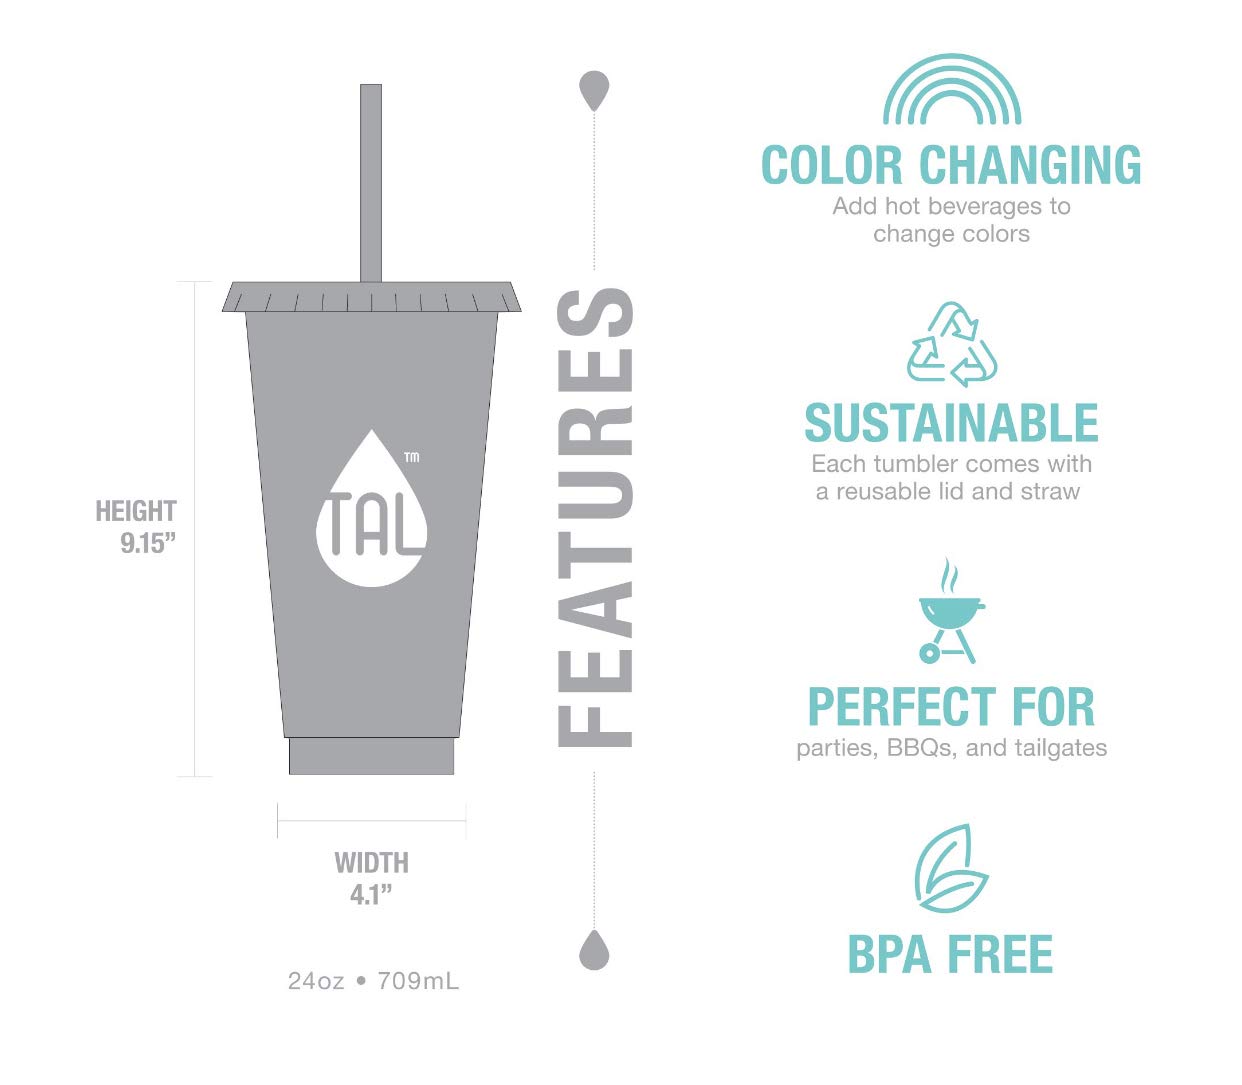 HEIGHT
9.15”
TAL™
WIDTH
4.1”
24oz • 709mL
FEATURES
COLOR CHANGING
Add hot beverages to
change colors
SUSTAINABLE
Each tumbler comes with
a reusable lid and straw
PERFECT FOR
parties, BBQs, and tailgates
BPA FREE